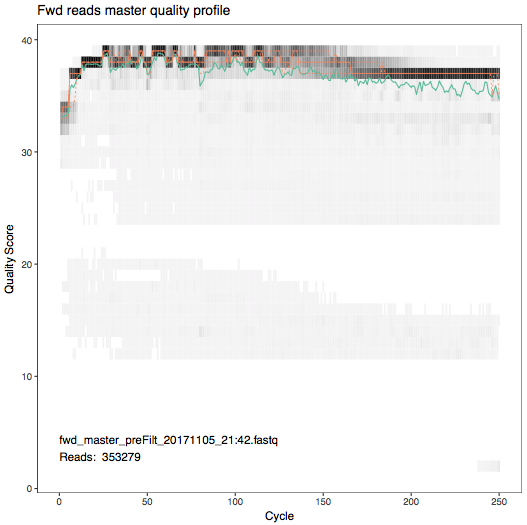 Fwd reads master quality profile
40
30
20
10
0
Quality Score
fwd_master_preFilt_20171105_21:42.fastq
Reads: 353279
0 50 100 150 200 250
Cycle